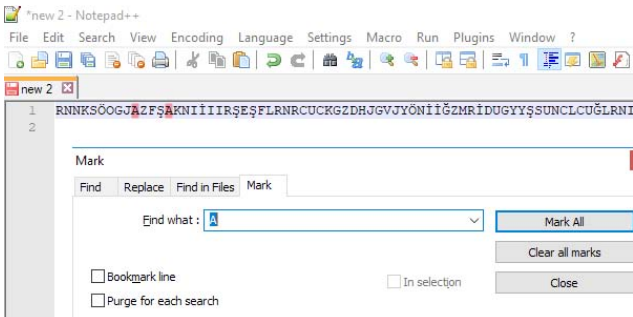 *new 2 - Notepad++
File Edit Search View Encoding Language Settings Macro Run Plugins Window ?
new 2
1 RNNKSÖOGJAZFŞAKNIİIIRŞEŞFLRNRCUCKGZDHJGVJYÖNİİĞZMRİDUGYYŞSUNCLCUĞLRNI
2
Mark
Find Replace Find in Files Mark
Find what : A
Mark All
Clear all marks
Bookmark line
In selection
Close
Purge for each search